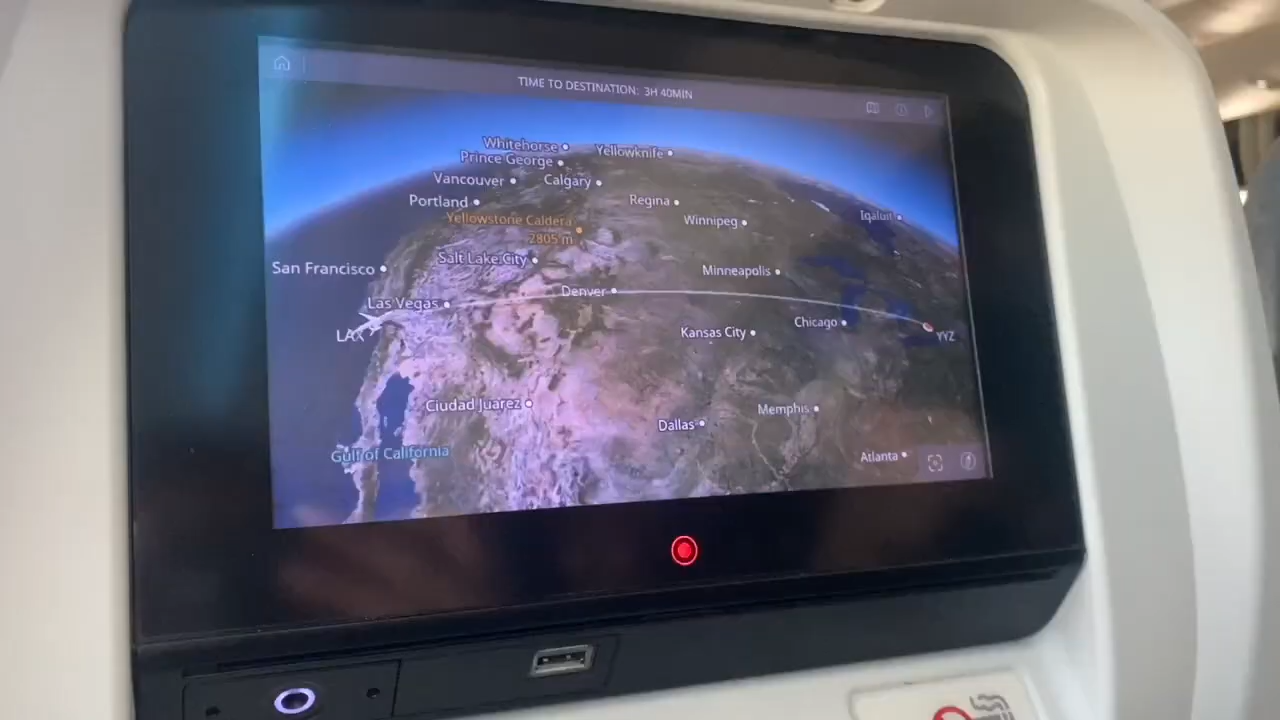 TIME TO DESTINATION: 3H 40MIN
Whitehorse
Yellowknife
Prince George
Vancouver
Calgary
Portland
Regina
Yellowstone Caldera
2805 m
Winnipeg
Iqaluit
San Francisco
Salt Lake City
Minneapolis
Las Vegas
Denver
LAX
Kansas City
Chicago
YYZ
Ciudad Juarez
Dallas
Memphis
Gulf of California
Atlanta